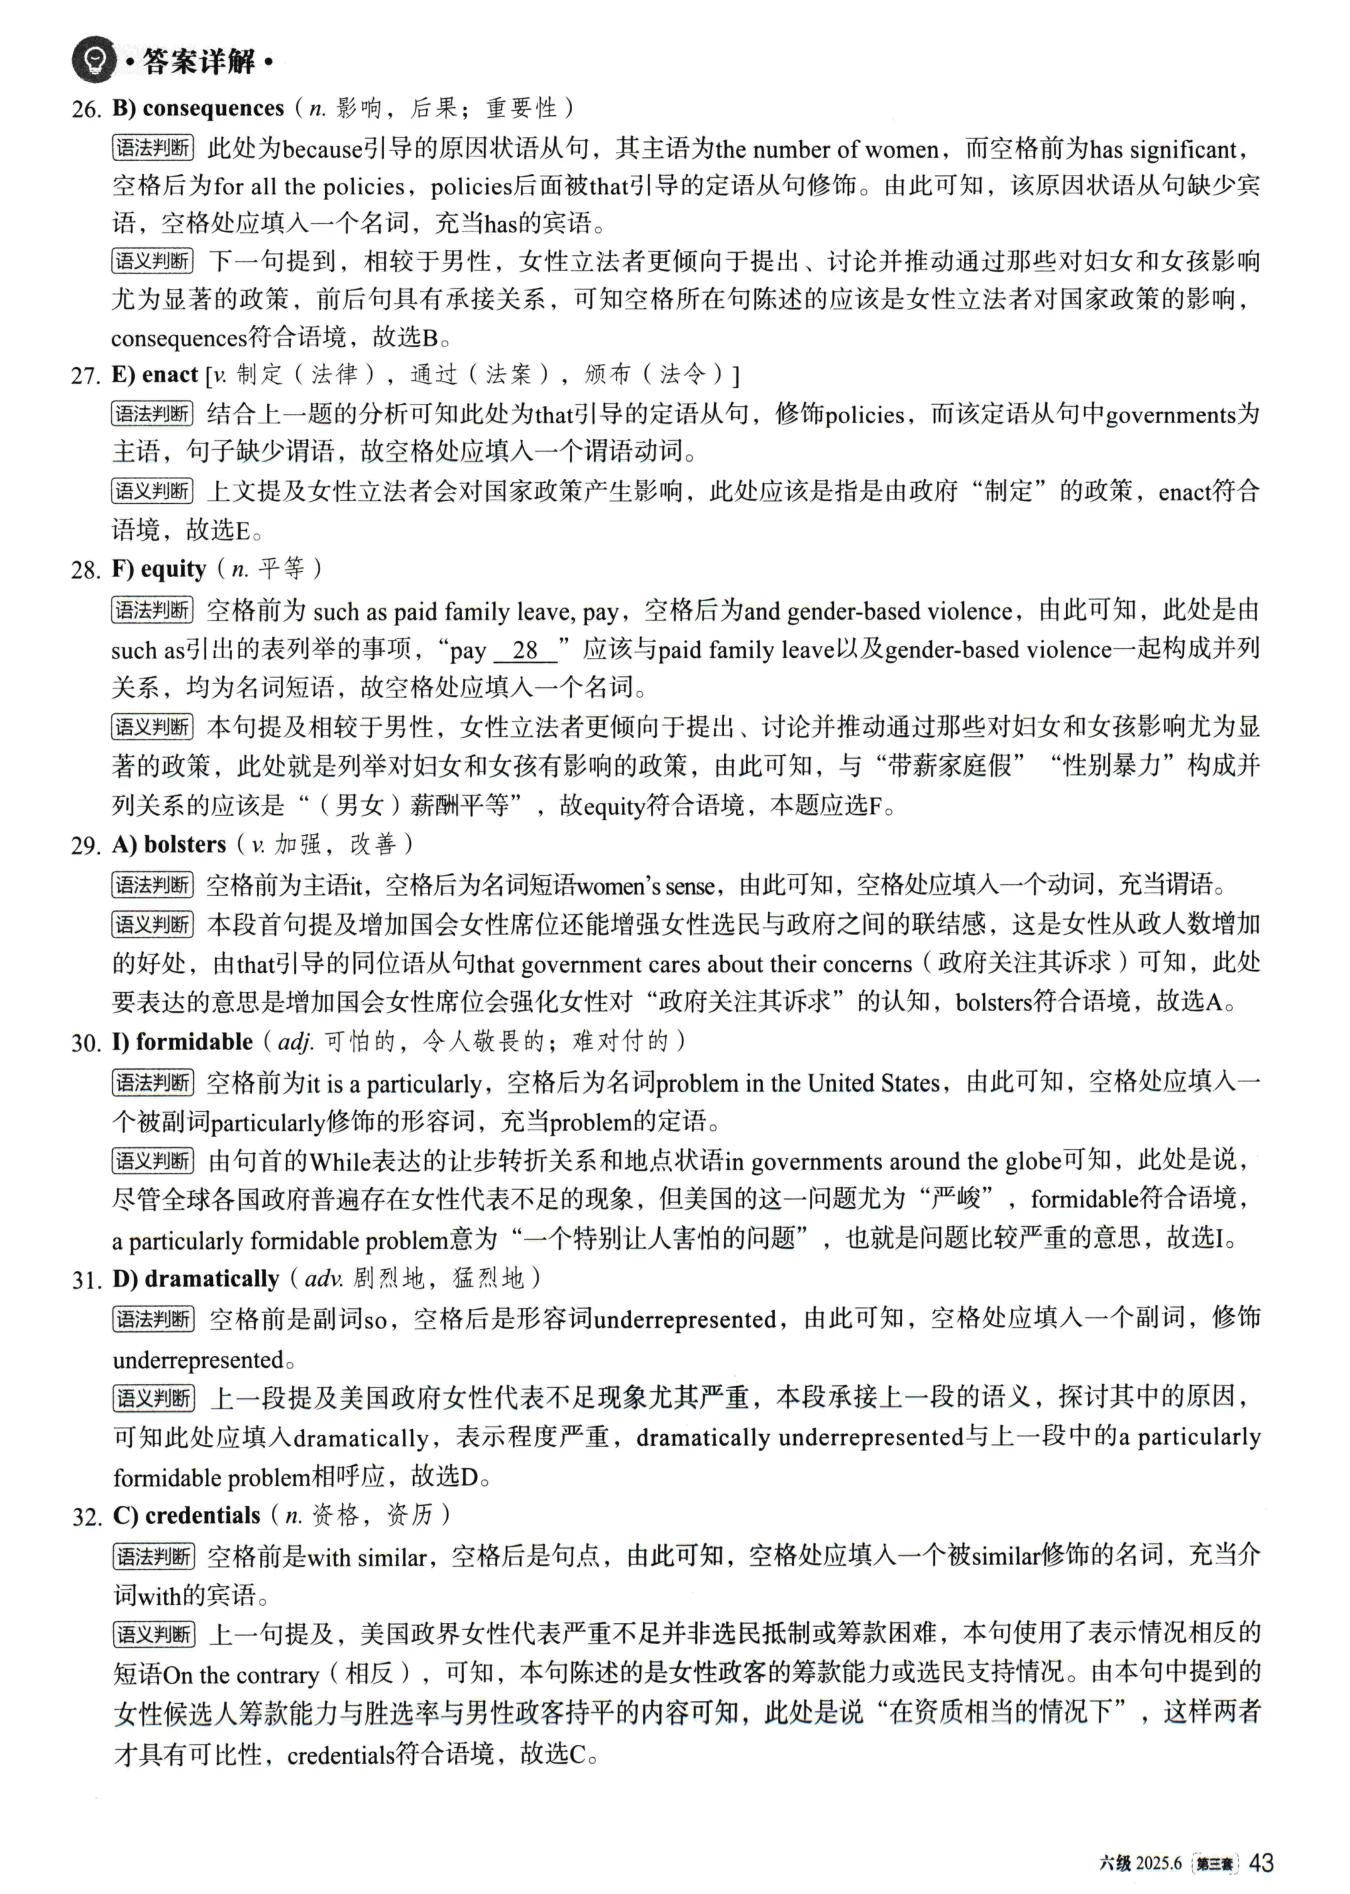 ·答案详解·
26. B) consequences（n. 影响，后果；重要性）
语法判断 此处为because引导的原因状语从句，其主语为the number of women，而空格前为has significant，
空格后为for all the policies，policies后面被that引导的定语从句修饰。由此可知，该原因状语从句缺少宾
语，空格处应填入一个名词，充当has的宾语。
语义判断 下一句提到，相较于男性，女性立法者更倾向于提出、讨论并推动通过那些对妇女和女孩影响
尤为显著的政策，前后句具有承接关系，可知空格所在句陈述的应该是女性立法者对国家政策的影响，
consequences符合语境，故选B。
27. E) enact [v. 制定（法律），通过（法案），颁布（法令）]
语法判断 结合上一题的分析可知此处为that引导的定语从句，修饰policies，而该定语从句中governments为
主语，句子缺少谓语，故空格处应填入一个谓语动词。
语义判断 上文提及女性立法者会对国家政策产生影响，此处应该是指是由政府“制定”的政策，enact符合
语境，故选E。
28. F) equity（n. 平等）
语法判断 空格前为 such as paid family leave, pay，空格后为and gender-based violence，由此可知，此处是由
such as引出的表列举的事项，“pay 28 ”应该与paid family leave以及gender-based violence一起构成并列
关系，均为名词短语，故空格处应填入一个名词。
语义判断 本句提及相较于男性，女性立法者更倾向于提出、讨论并推动通过那些对妇女和女孩影响尤为显
著的政策，此处就是列举对妇女和女孩有影响的政策，由此可知，与“带薪家庭假”“性别暴力”构成并
列关系的应该是“（男女）薪酬平等”，故equity符合语境，本题应选F。
29. A) bolsters（v. 加强，改善）
语法判断 空格前为主语it，空格后为名词短语women’s sense，由此可知，空格处应填入一个动词，充当谓语。
语义判断 本段首句提及增加国会女性席位还能增强女性选民与政府之间的联结感，这是女性从政人数增加
的好处，由that引导的同位语从句that government cares about their concerns（政府关注其诉求）可知，此处
要表达的意思是增加国会女性席位会强化女性对“政府关注其诉求”的认知，bolsters符合语境，故选A。
30. I) formidable（adj. 可怕的，令人敬畏的；难对付的）
语法判断 空格前为it is a particularly，空格后为名词problem in the United States，由此可知，空格处应填入一
个被副词particularly修饰的形容词，充当problem的定语。
语义判断 由句首的While表达的让步转折关系和地点状语in governments around the globe可知，此处是说，
尽管全球各国政府普遍存在女性代表不足的现象，但美国的这一问题尤为“严峻”，formidable符合语境，
a particularly formidable problem意为“一个特别让人害怕的问题”，也就是问题比较严重的意思，故选I。
31. D) dramatically（adv. 剧烈地，猛烈地）
语法判断 空格前是副词so，空格后是形容词underrepresented，由此可知，空格处应填入一个副词，修饰
underrepresented。
语义判断 上一段提及美国政府女性代表不足现象尤其严重，本段承接上一段的语义，探讨其中的原因，
可知此处应填入dramatically，表示程度严重，dramatically underrepresented与上一段中的a particularly
formidable problem相呼应，故选D。
32. C) credentials（n. 资格，资历）
语法判断 空格前是with similar，空格后是句点，由此可知，空格处应填入一个被similar修饰的名词，充当介
词with的宾语。
语义判断 上一句提及，美国政界女性代表严重不足并非选民抵制或筹款困难，本句使用了表示情况相反的
短语On the contrary（相反），可知，本句陈述的是女性政客的筹款能力或选民支持情况。由本句中提到的
女性候选人筹款能力与胜选率与男性政客持平的内容可知，此处是说“在资质相当的情况下”，这样两者
才具有可比性，credentials符合语境，故选C。
六级 2025.6 第三套 43